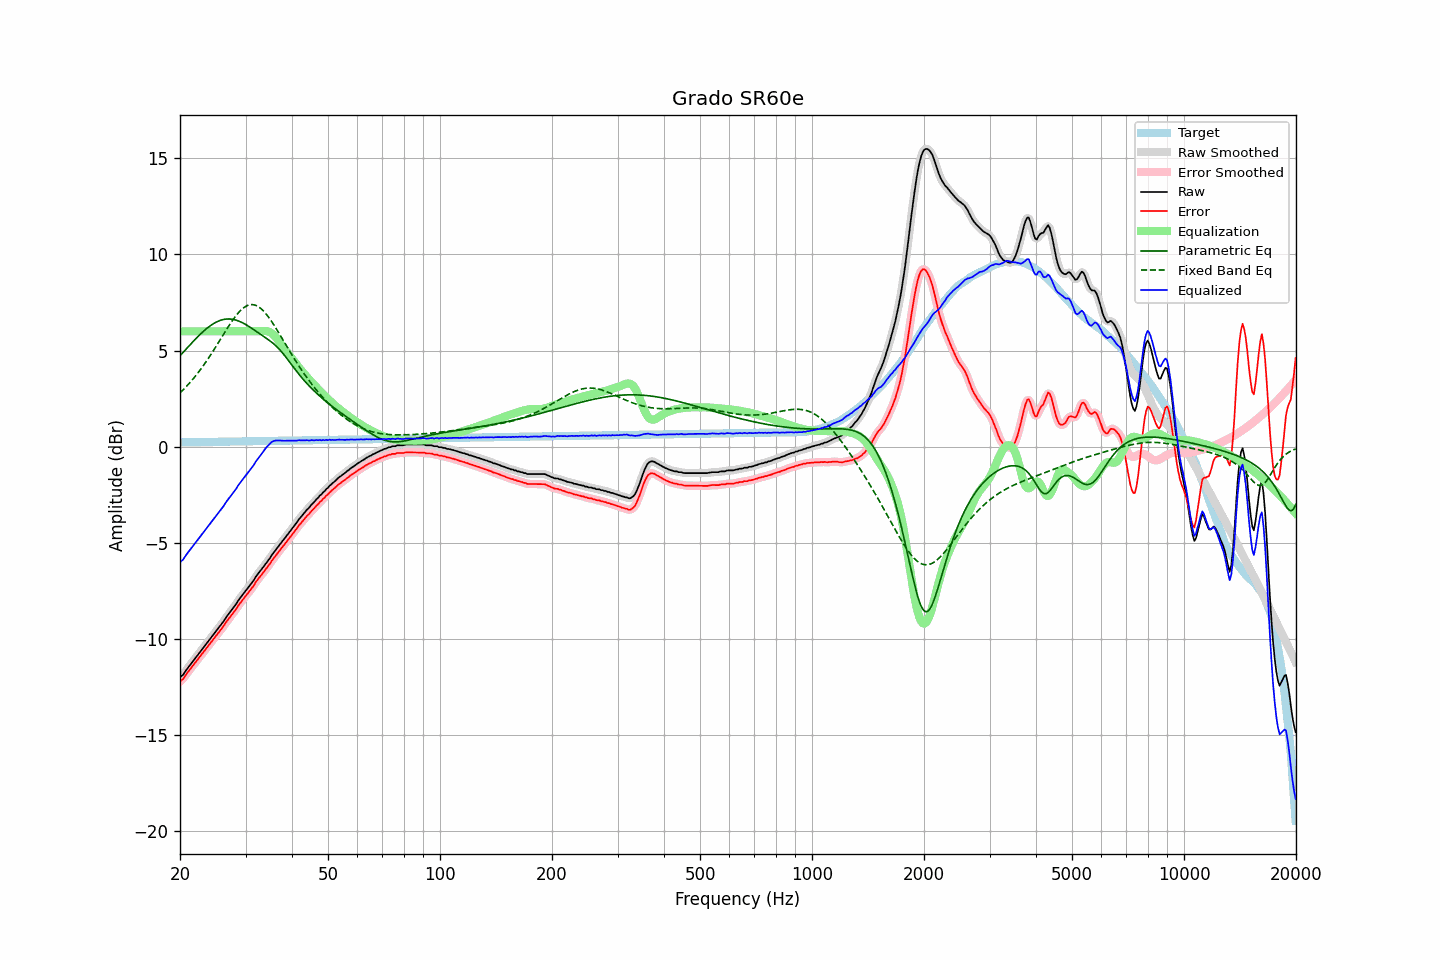 Grado SR60e
Target
Raw Smoothed
Error Smoothed
Raw
Error
Equalization
Parametric Eq
Fixed Band Eq
Equalized
Amplitude (dBr)
15
10
5
0
−5
−10
−15
−20
20
50
100
200
500
1000
2000
5000
10000
20000
Frequency (Hz)